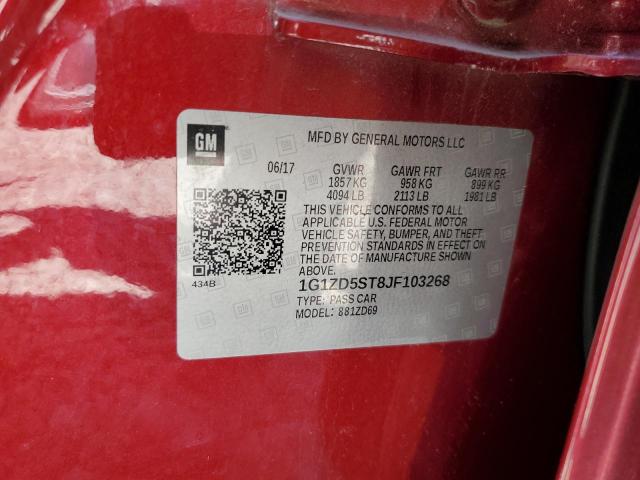 GM
MFD BY GENERAL MOTORS LLC
06/17 GVWR GAWR FRT GAWR RR
1857 KG 958 KG 899 KG
4094 LB 2113 LB 1981 LB
THIS VEHICLE CONFORMS TO ALL
APPLICABLE U.S. FEDERAL MOTOR
VEHICLE SAFETY, BUMPER, AND THEFT
PREVENTION STANDARDS IN EFFECT ON
THE DATE OF MANUFACTURE SHOWN
ABOVE.
434B
1G1ZD5ST8JF103268
TYPE: PASS CAR
MODEL: 881ZD69